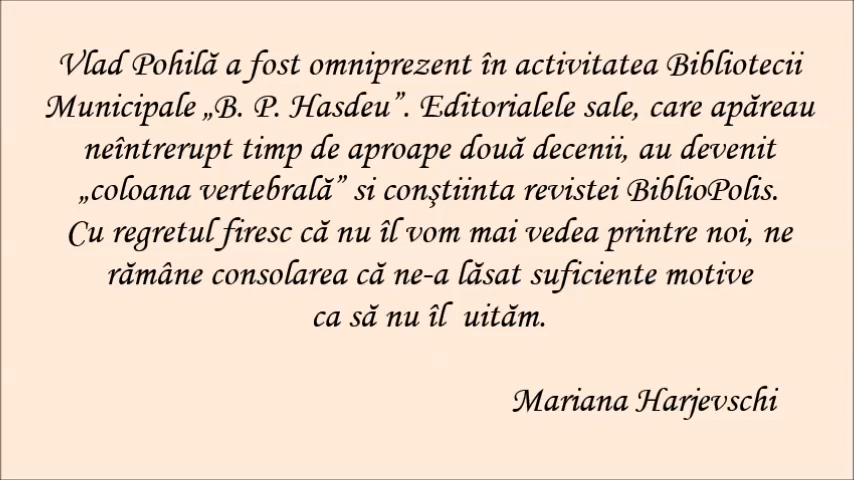 Vlad Pohilă a fost omniprezent în activitatea Bibliotecii
Municipale „B. P. Hasdeu”. Editorialele sale, care apăreau
neîntrerupt timp de aproape două decenii, au devenit
„coloana vertebrală” si conştiinta revistei BiblioPolis.
Cu regretul firesc că nu îl vom mai vedea printre noi, ne
rămâne consolarea că ne-a lăsat suficiente motive
ca să nu îl uităm.
Mariana Harjevschi